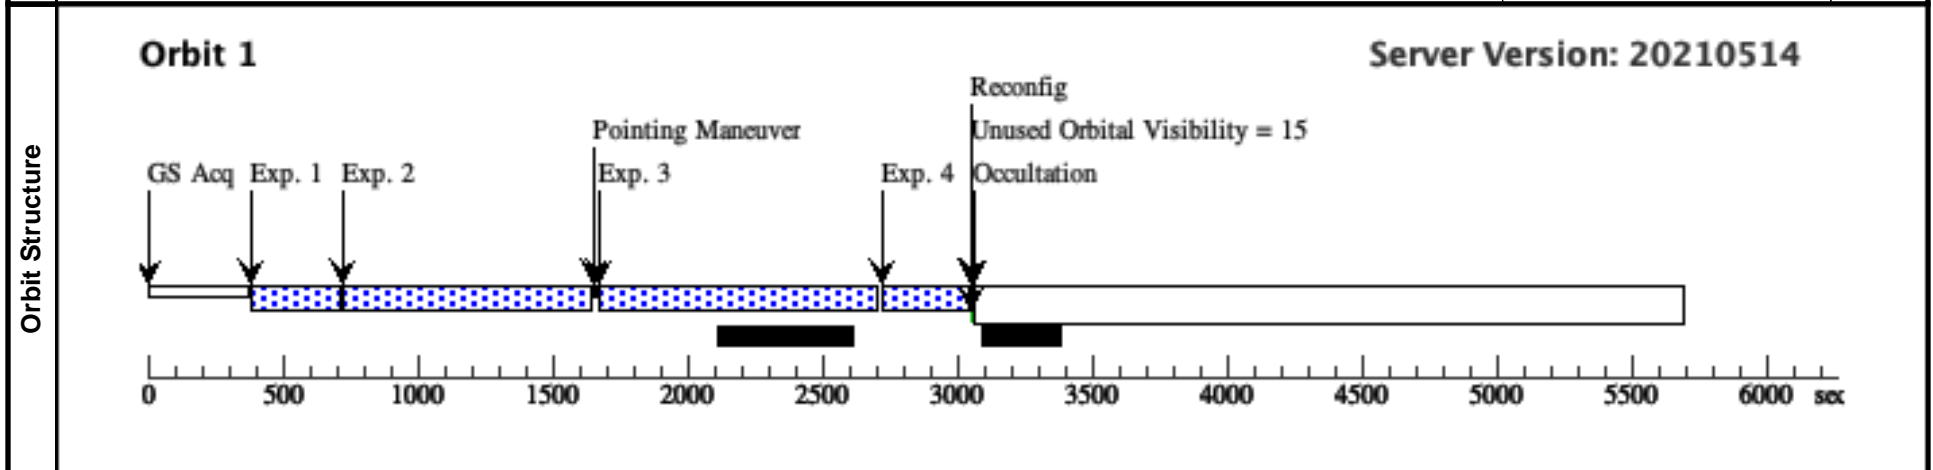 Orbit Structure
Orbit 1
Server Version: 20210514
Reconfig
Pointing Maneuver
Unused Orbital Visibility = 15
GS Acq
Exp. 1
Exp. 2
Exp. 3
Exp. 4
Occultation
0 500 1000 1500 2000 2500 3000 3500 4000 4500 5000 5500 6000 sec